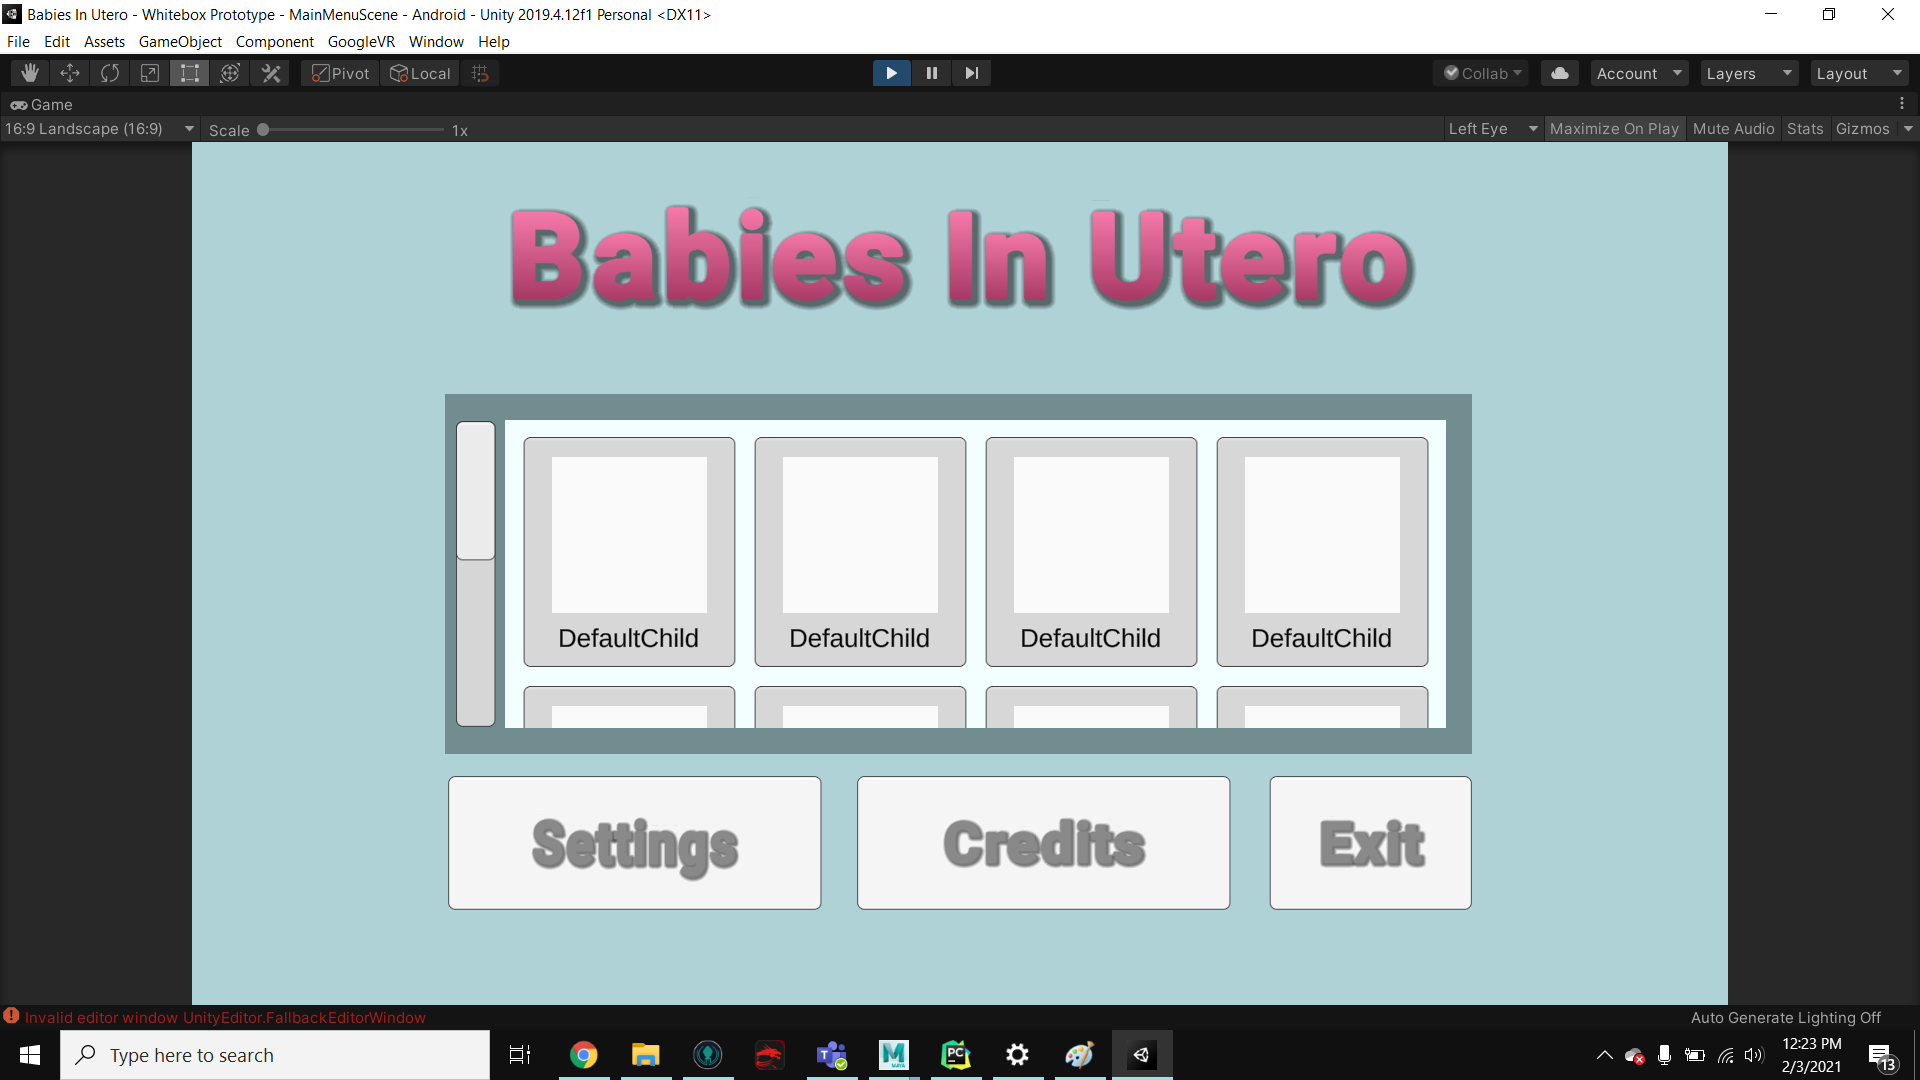 Babies In Utero - Whitebox Prototype - MainMenuScene - Android - Unity 2019.4.12f1 Personal <DX11>
File Edit Assets GameObject Component GoogleVR Window Help
Pivot Local Collab Account Layers Layout
Game
16:9 Landscape (16:9) Scale 1x Left Eye Maximize On Play Mute Audio Stats Gizmos
Babies In Utero
DefaultChild DefaultChild DefaultChild DefaultChild
Settings Credits Exit
Invalid editor window UnityEditor.FallbackEditorWindow
Auto Generate Lighting Off
Type here to search
T
M
MAYA
PC
12:23 PM
2/3/2021
13